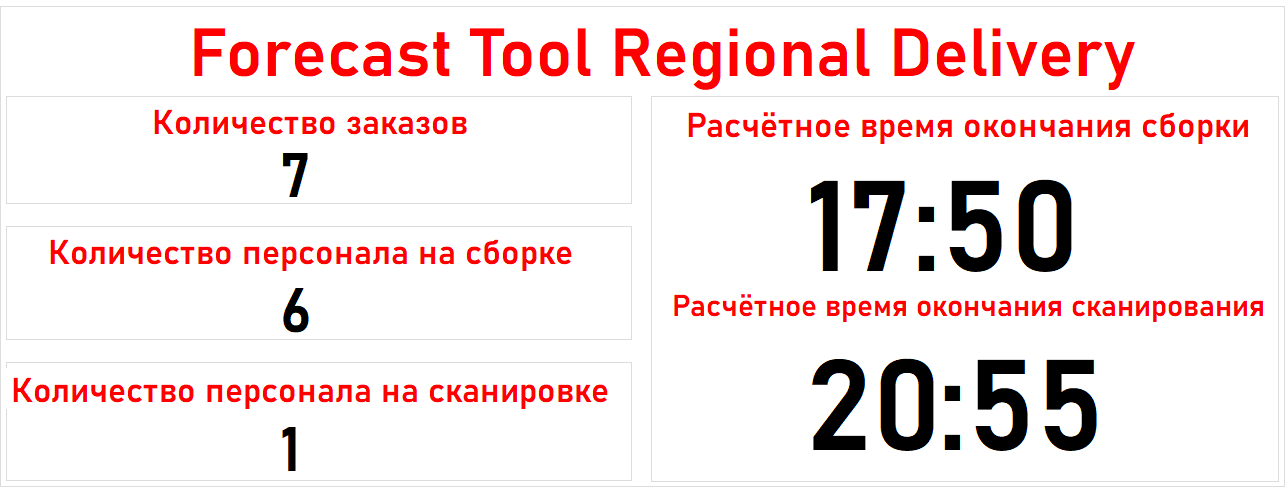 Forecast Tool Regional Delivery
Количество заказов
7
Количество персонала на сборке
6
Количество персонала на сканировке
1
Расчётное время окончания сборки
17:50
Расчётное время окончания сканирования
20:55